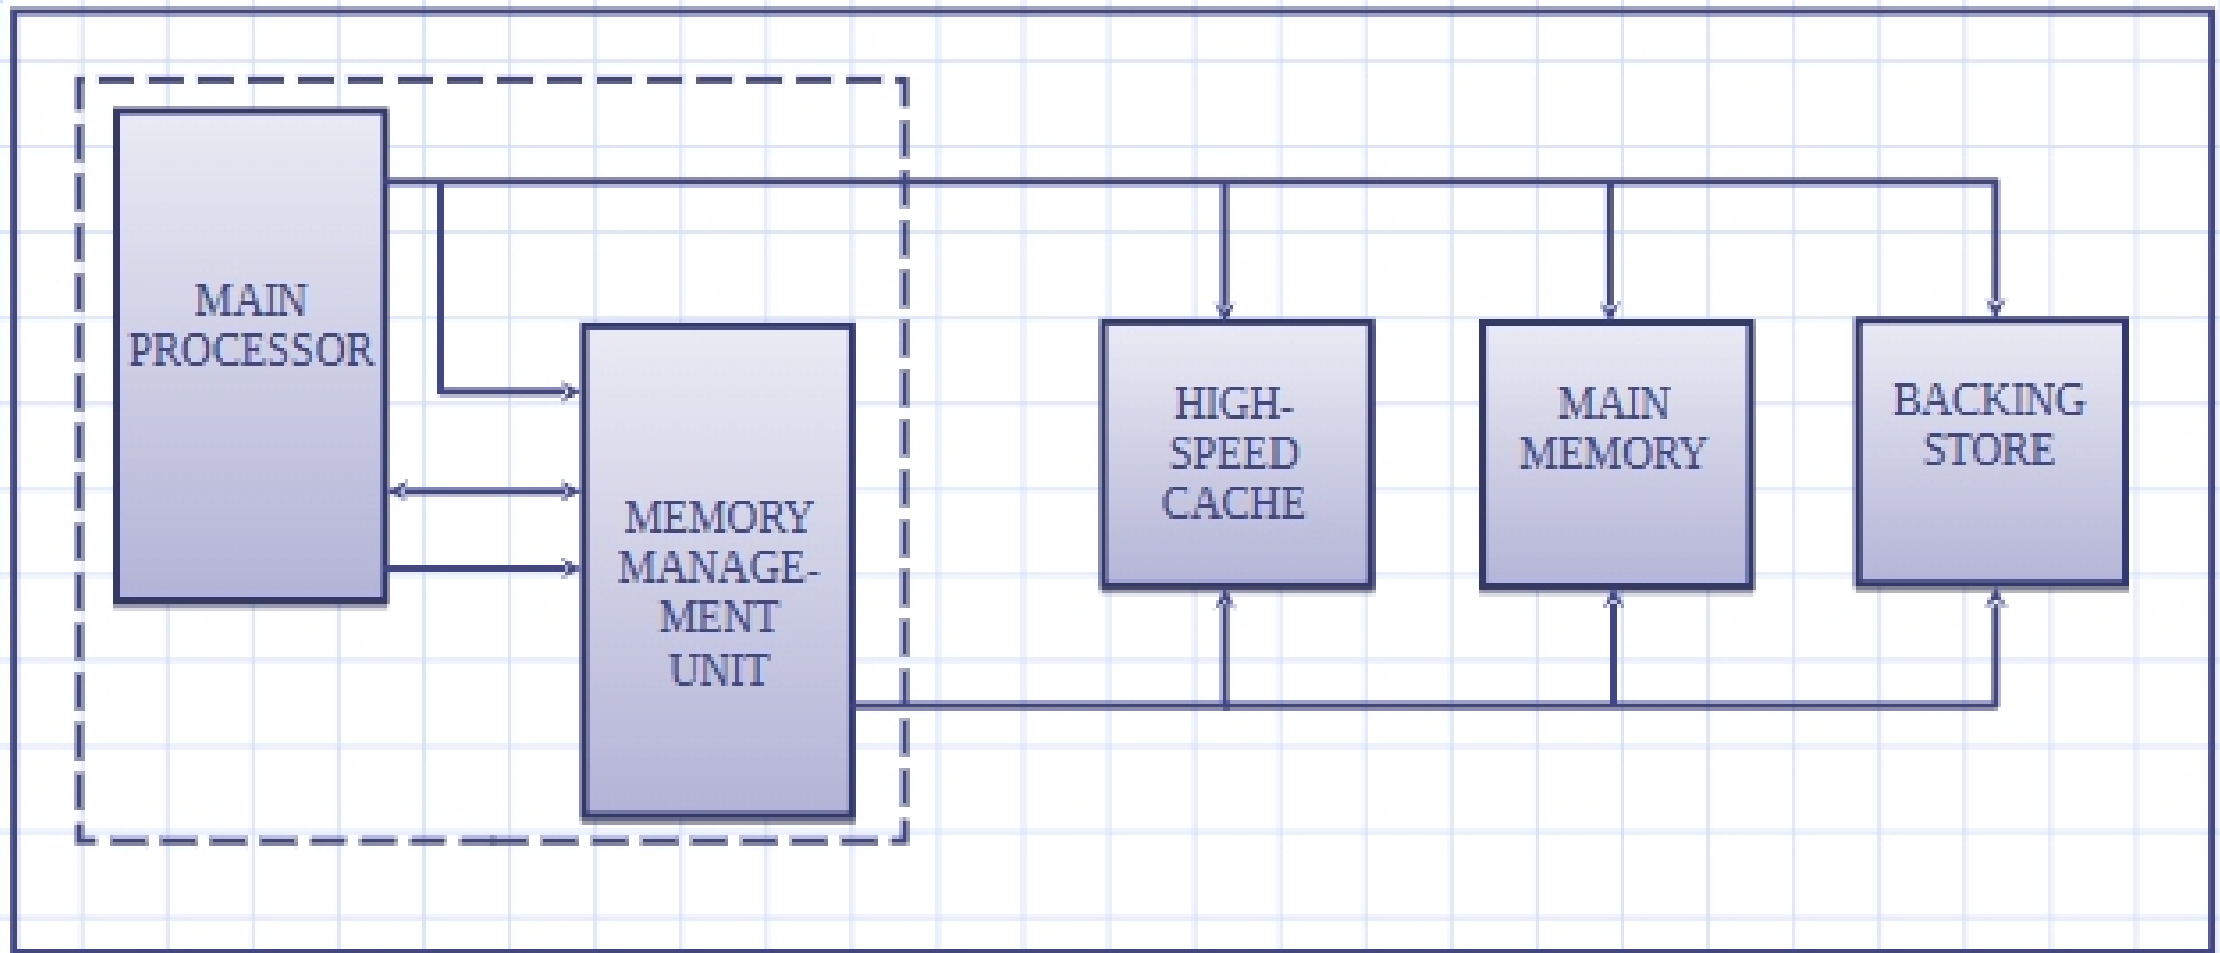 MAIN
PROCESSOR
MEMORY
MANAGE-
MENT
UNIT
HIGH-
SPEED
CACHE
MAIN
MEMORY
BACKING
STORE